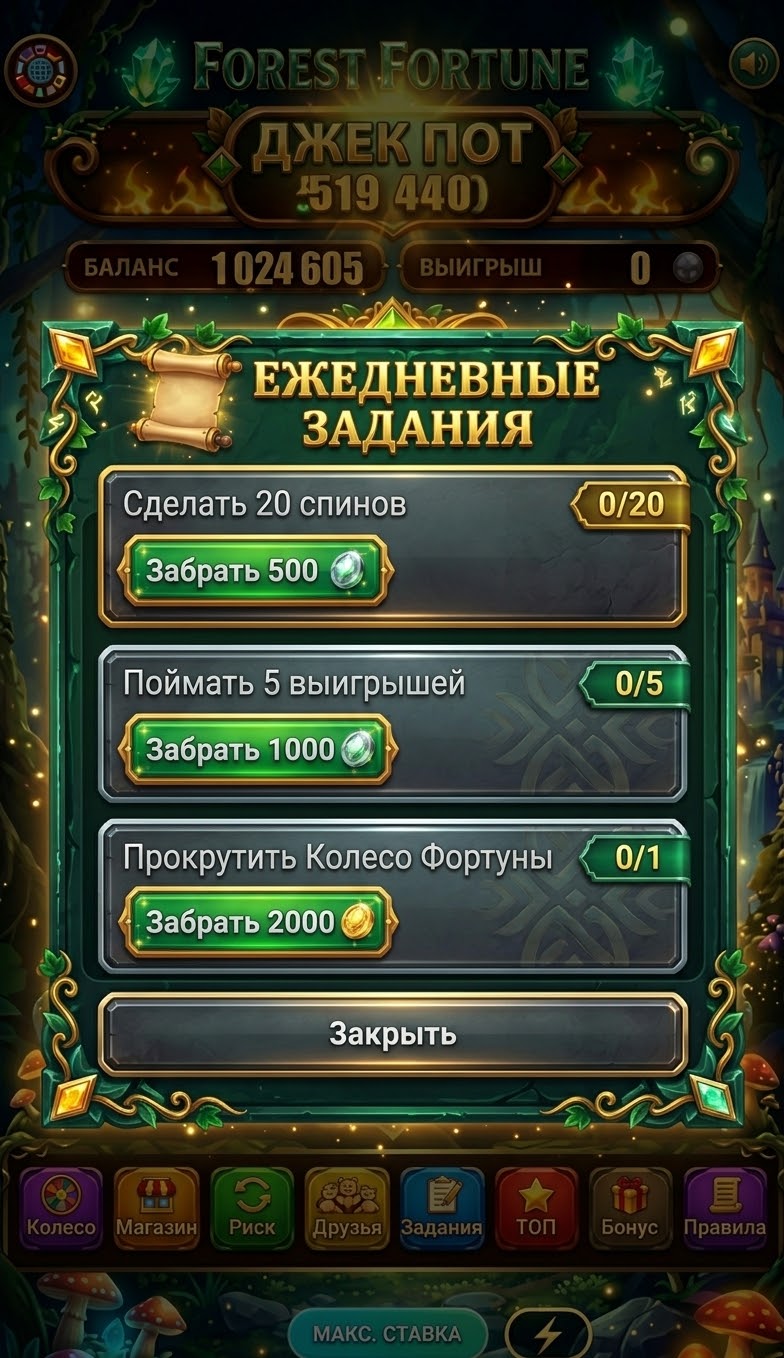 FOREST FORTUNE
ДЖЕК ПОТ
519 440
БАЛАНС 1 024 605 ВЫИГРЫШ 0
ЕЖЕДНЕВНЫЕ
ЗАДАНИЯ
Сделать 20 спинов 0/20
Забрать 500
Поймать 5 выигрышей 0/5
Забрать 1000
Прокрутить Колесо Фортуны 0/1
Забрать 2000
Закрыть
Колесо Магазин Риск Друзья Задания ТОП Бонус Правила
МАКС. СТАВКА